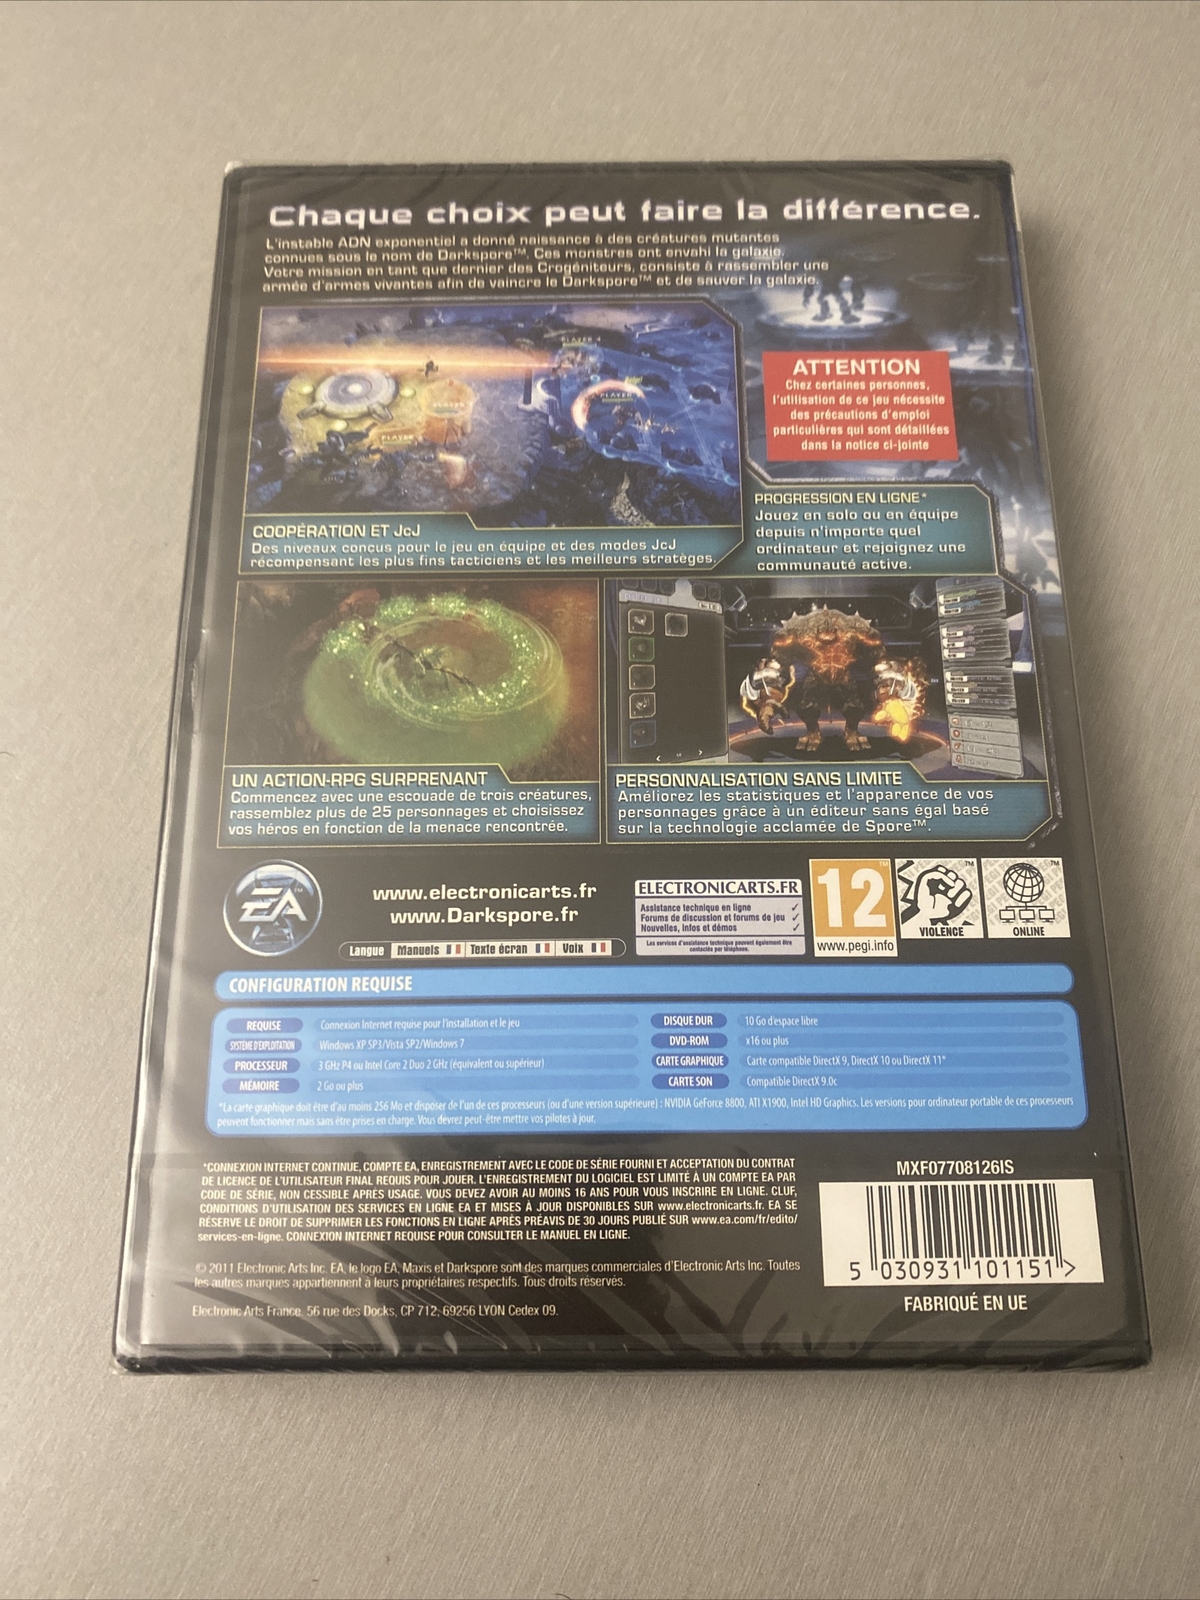 Chaque choix peut faire la différence.
L'instable ADN exponentiel a donné naissance à des créatures mutantes
connues sous le nom de Darkspore™. Ces monstres ont envahi la galaxie.
Votre mission en tant que dernier des Crogéniteurs, consiste à rassembler une
armée d'armes vivantes afin de vaincre le Darkspore™ et de sauver la galaxie.
PLAYER 4
PLAYER
PLAYER
PLAYER
ATTENTION
Chez certaines personnes,
l'utilisation de ce jeu nécessite
des précautions d'emploi
particulières qui sont détaillées
dans la notice ci-jointe
COOPÉRATION ET JcJ
Des niveaux concus pour le jeu en équipe et des modes JcJ
récompensant les plus fins tacticiens et les meilleurs stratèges.
PROGRESSION EN LIGNE*
Jouez en solo ou en équipe
depuis n'importe quel
ordinateur et rejoignez une
communauté active.
UN ACTION-RPG SURPRENANT
Commencez avec une escouade de trois créatures,
rassemblez plus de 25 personnages et choisissez
vos héros en fonction de la menace rencontrée.
PERSONNALISATION SANS LIMITE
Améliorez les statistiques et l'apparence de vos
personnages grâce à un éditeur sans égal basé
sur la technologie acclamée de Spore™.
EA™
www.electronicarts.fr
www.Darkspore.fr
Langue Manuels Texte écran Voix
ELECTRONICARTS.FR
Assistance technique en ligne ✓
Forums de discussion et forums de jeu ✓
Nouvelles, infos et démos ✓
Les services d'assistance technique peuvent également être
contactés par téléphone.
12
www.pegi.info
VIOLENCE
ONLINE
CONFIGURATION REQUISE
REQUISE Connexion Internet requise pour l'installation et le jeu
SYSTÈME D'EXPLOITATION Windows XP SP3/Vista SP2/Windows 7
PROCESSEUR 3 GHz P4 ou Intel Core 2 Duo 2 GHz (équivalent ou supérieur)
MÉMOIRE 2 Go ou plus
DISQUE DUR 10 Go d'espace libre
DVD-ROM x16 ou plus
CARTE GRAPHIQUE Carte compatible DirectX 9, DirectX 10 ou DirectX 11*
CARTE SON Compatible DirectX 9.0c
*La carte graphique doit être d'au moins 256 Mo et disposer de l'un de ces processeurs (ou d'une version supérieure) : NVIDIA GeForce 8800, ATI X1900, Intel HD Graphics. Les versions pour ordinateur portable de ces processeurs
peuvent fonctionner mais sans être prises en charge. Vous devrez peut-être mettre vos pilotes à jour.
*CONNEXION INTERNET CONTINUE, COMPTE EA, ENREGISTREMENT AVEC LE CODE DE SÉRIE FOURNI ET ACCEPTATION DU CONTRAT
DE LICENCE DE L'UTILISATEUR FINAL REQUIS POUR JOUER. L'ENREGISTREMENT DU LOGICIEL EST LIMITÉ À UN COMPTE EA PAR
CODE DE SÉRIE, NON CESSIBLE APRÈS USAGE. VOUS DEVEZ AVOIR AU MOINS 16 ANS POUR VOUS INSCRIRE EN LIGNE. CLUF,
CONDITIONS D'UTILISATION DES SERVICES EN LIGNE EA ET MISES À JOUR DISPONIBLES SUR www.electronicarts.fr. EA SE
RÉSERVE LE DROIT DE SUPPRIMER LES FONCTIONS EN LIGNE APRÈS PRÉAVIS DE 30 JOURS PUBLIÉ SUR www.ea.com/fr/edito/
services-en-ligne. CONNEXION INTERNET REQUISE POUR CONSULTER LE MANUEL EN LIGNE.
© 2011 Electronic Arts Inc. EA, le logo EA, Maxis et Darkspore sont des marques commerciales d'Electronic Arts Inc. Toutes
les autres marques appartiennent à leurs propriétaires respectifs. Tous droits réservés.
Electronic Arts France. 56 rue des Docks, CP 712, 69256 LYON Cedex 09.
MXF07708126IS
5 030931 101151 >
FABRIQUÉ EN UE